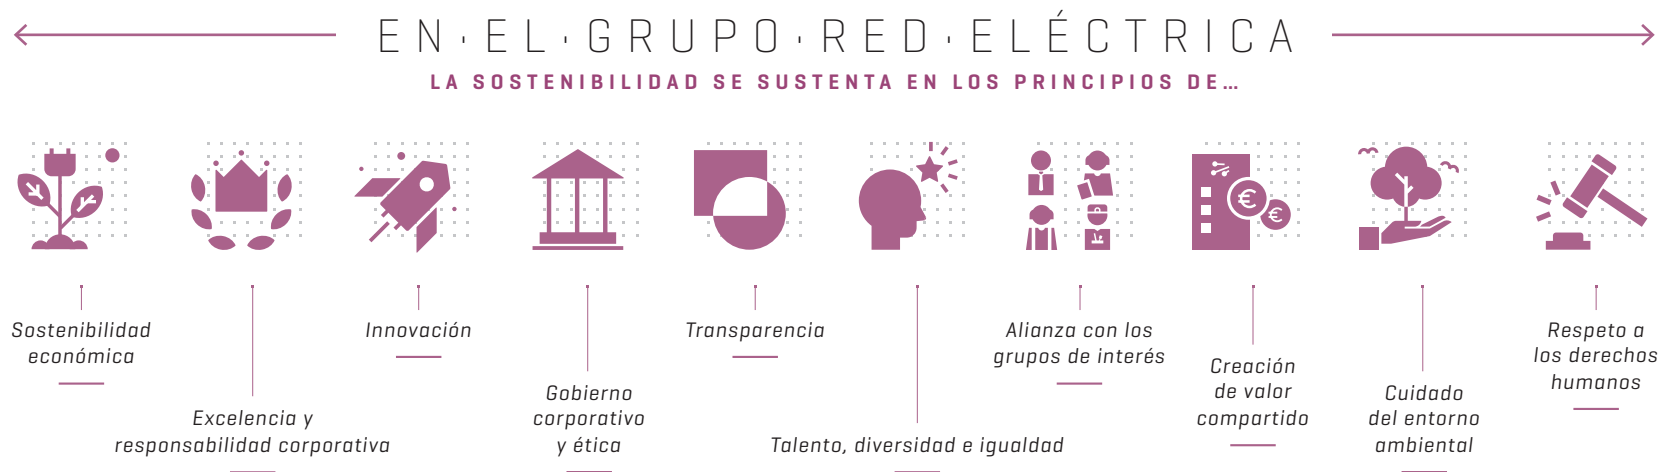 EN·EL·GRUPO·RED·ELÉCTRICA
LA SOSTENIBILIDAD SE SUSTENTA EN LOS PRINCIPIOS DE...
Sostenibilidad
económica
Excelencia y
responsabilidad corporativa
Innovación
Gobierno
corporativo
y ética
Transparencia
Talento, diversidad e igualdad
Alianza con los
grupos de interés
Creación
de valor
compartido
Cuidado
del entorno
ambiental
Respeto a
los derechos
humanos